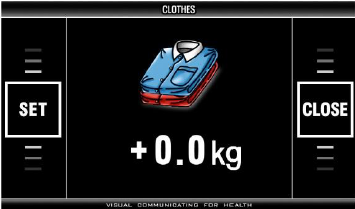 CLOTHES
SET
CLOSE
+0.0kg
VISUAL COMMUNICATING FOR HEALTH